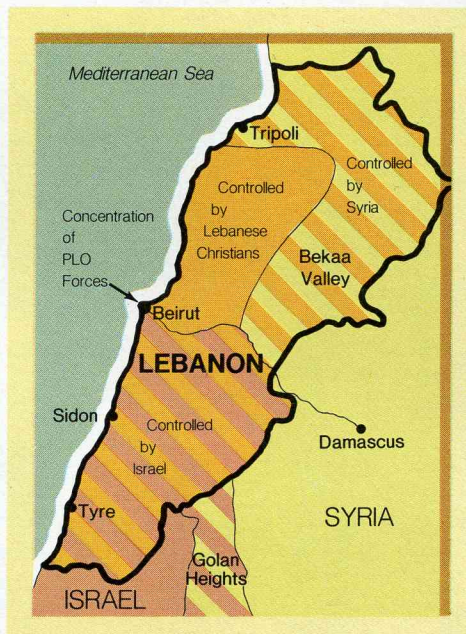 Mediterranean Sea
Tripoli
Controlled
by
Syria
Controlled
by
Lebanese
Christians
Concentration
of
PLO
Forces
Bekaa
Valley
Beirut
LEBANON
Sidon
Controlled
by
Israel
Damascus
Tyre
SYRIA
Golan
Heights
ISRAEL